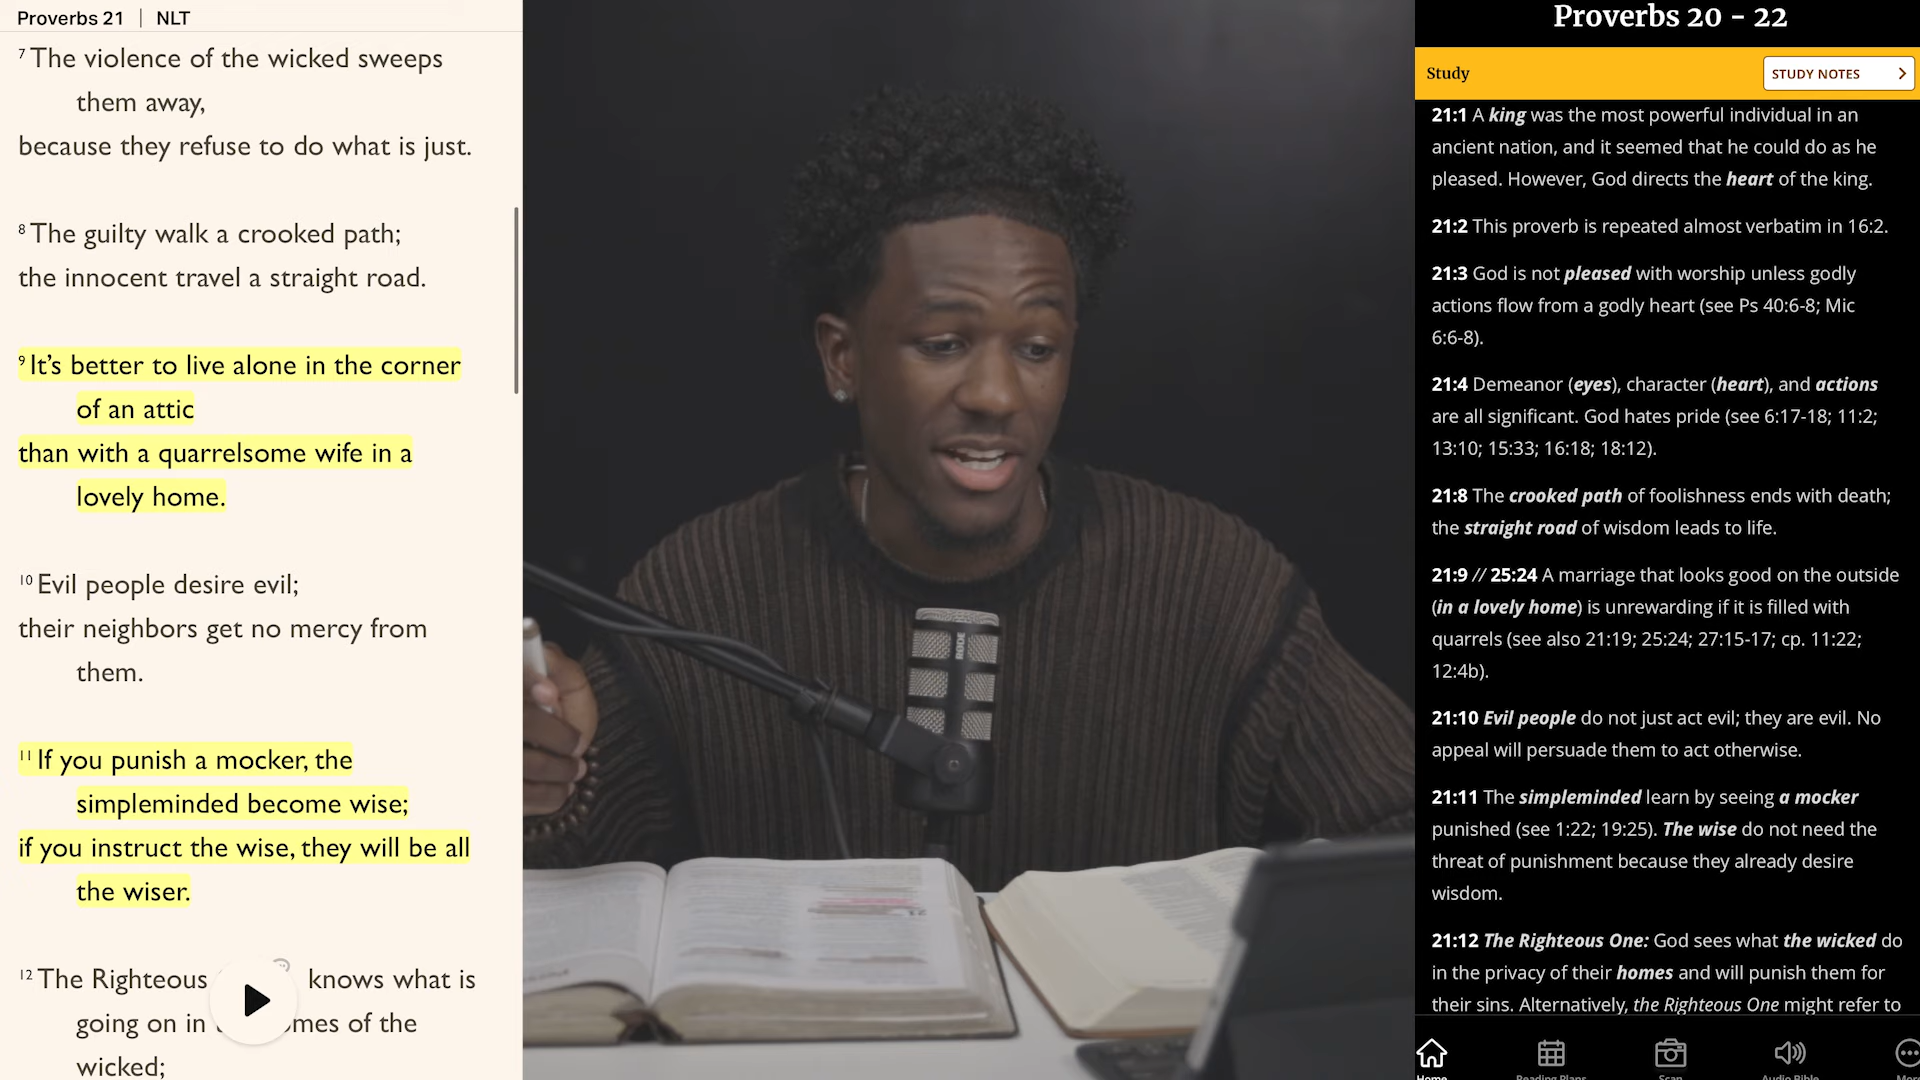 Proverbs 21 | NLT
7 The violence of the wicked sweeps
them away,
because they refuse to do what is just.
8 The guilty walk a crooked path;
the innocent travel a straight road.
9 It’s better to live alone in the corner
of an attic
than with a quarrelsome wife in a
lovely home.
10 Evil people desire evil;
their neighbors get no mercy from
them.
11 If you punish a mocker, the
simpleminded become wise;
if you instruct the wise, they will be all
the wiser.
12 The Righteous knows what is
going on in of the
wicked;
RODE
Proverbs 20 - 22
Study
STUDY NOTES
21:1 A king was the most powerful individual in an
ancient nation, and it seemed that he could do as he
pleased. However, God directs the heart of the king.
21:2 This proverb is repeated almost verbatim in 16:2.
21:3 God is not pleased with worship unless godly
actions flow from a godly heart (see Ps 40:6-8; Mic
6:6-8).
21:4 Demeanor (eyes), character (heart), and actions
are all significant. God hates pride (see 6:17-18; 11:2;
13:10; 15:33; 16:18; 18:12).
21:8 The crooked path of foolishness ends with death;
the straight road of wisdom leads to life.
21:9 // 25:24 A marriage that looks good on the outside
(in a lovely home) is unrewarding if it is filled with
quarrels (see also 21:19; 25:24; 27:15-17; cp. 11:22;
12:4b).
21:10 Evil people do not just act evil; they are evil. No
appeal will persuade them to act otherwise.
21:11 The simpleminded learn by seeing a mocker
punished (see 1:22; 19:25). The wise do not need the
threat of punishment because they already desire
wisdom.
21:12 The Righteous One: God sees what the wicked do
in the privacy of their homes and will punish them for
their sins. Alternatively, the Righteous One might refer to
Home
Reading Plans
Scan
Audio Bible